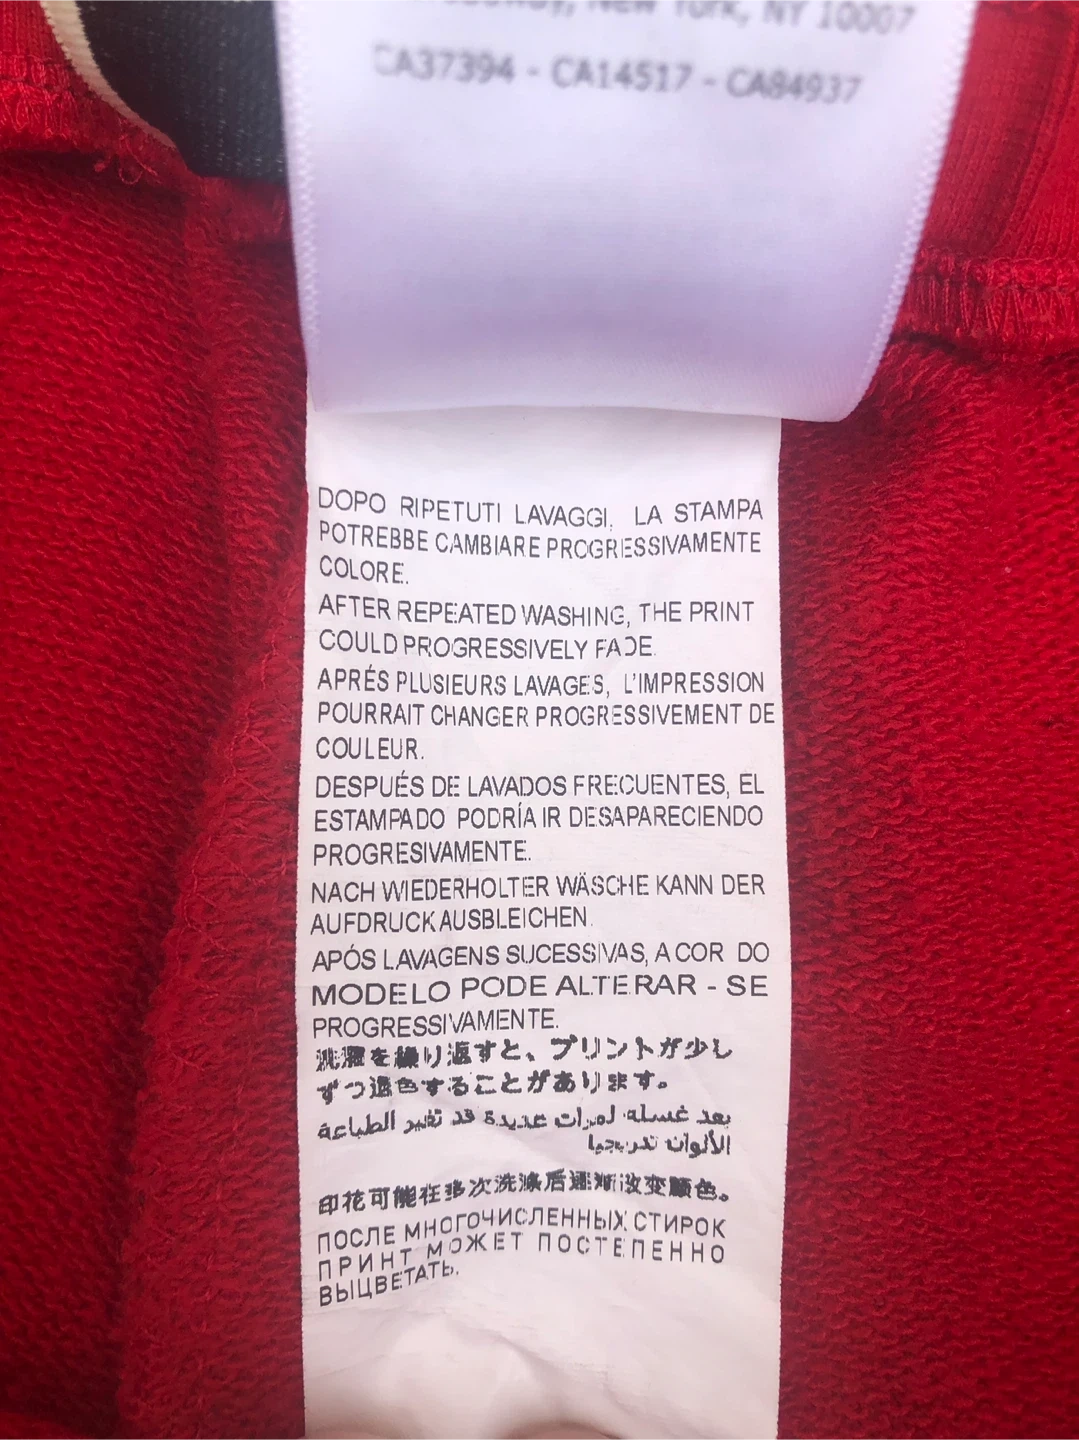 New York, NY 10007
CA37394 - CA14517 - CA84937
DOPO RIPETUTI LAVAGGI, LA STAMPA
POTREBBE CAMBIARE PROGRESSIVAMENTE
COLORE.
AFTER REPEATED WASHING, THE PRINT
COULD PROGRESSIVELY FADE.
APRÉS PLUSIEURS LAVAGES, L'IMPRESSION
POURRAIT CHANGER PROGRESSIVEMENT DE
COULEUR.
DESPUÉS DE LAVADOS FRECUENTES, EL
ESTAMPADO PODRÍA IR DESAPARECIENDO
PROGRESIVAMENTE.
NACH WIEDERHOLTER WÄSCHE KANN DER
AUFDRUCK AUSBLEICHEN.
APÓS LAVAGENS SUCESSIVAS, A COR DO
MODELO PODE ALTERAR - SE
PROGRESSIVAMENTE.
洗濯を繰り返すと、プリントが少し
ずつ退色することがあります。
بعد غسله لمرات عديدة قد تغير الطباعة
الألوان تدريجيا
印花可能在多次洗涤后逐渐改变颜色。
ПОСЛЕ МНОГОЧИСЛЕННЫХ СТИРОК
ПРИНТ МОЖЕТ ПОСТЕПЕННО
ВЫЦВЕТАТЬ.